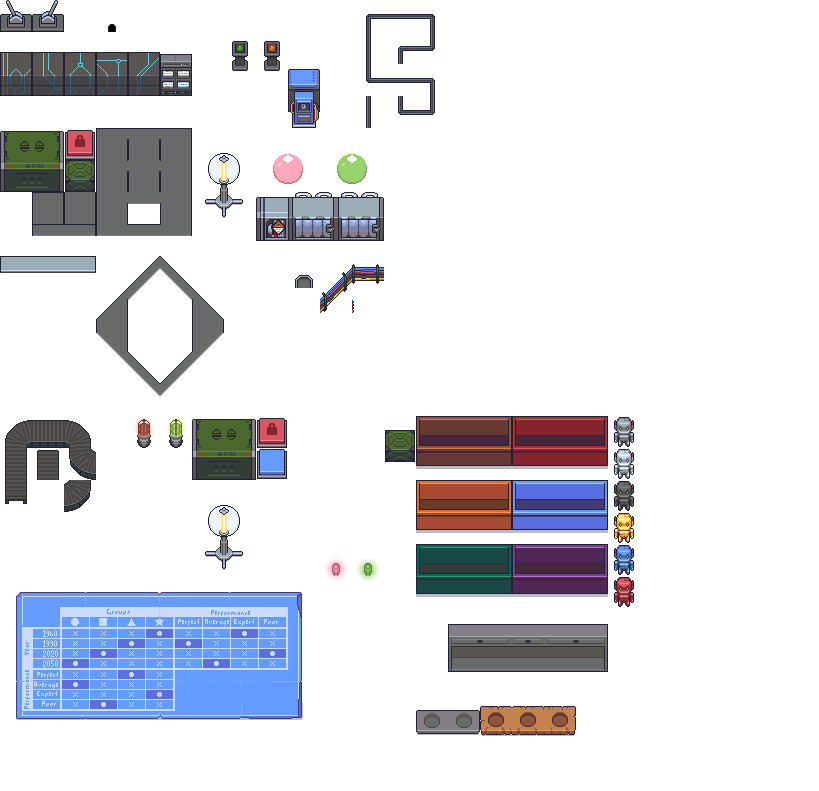 Groups Performance
Perfect Average Expert Poor
Year
1960 X X X X X X
1990 X X X X X X
2020 X X X X X X
2050 X X X X X X
Performance
Perfect X X X
Average X X X
Expert X X X
Poor X X X